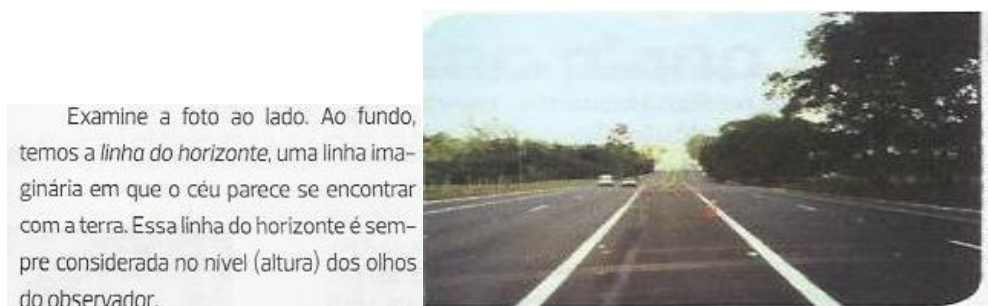 Examine a foto ao lado. Ao fundo,
temos a linha do horizonte, uma linha ima-
ginária em que o céu parece se encontrar
com a terra. Essa linha do horizonte é sem-
pre considerada no nível (altura) dos olhos
do observador.